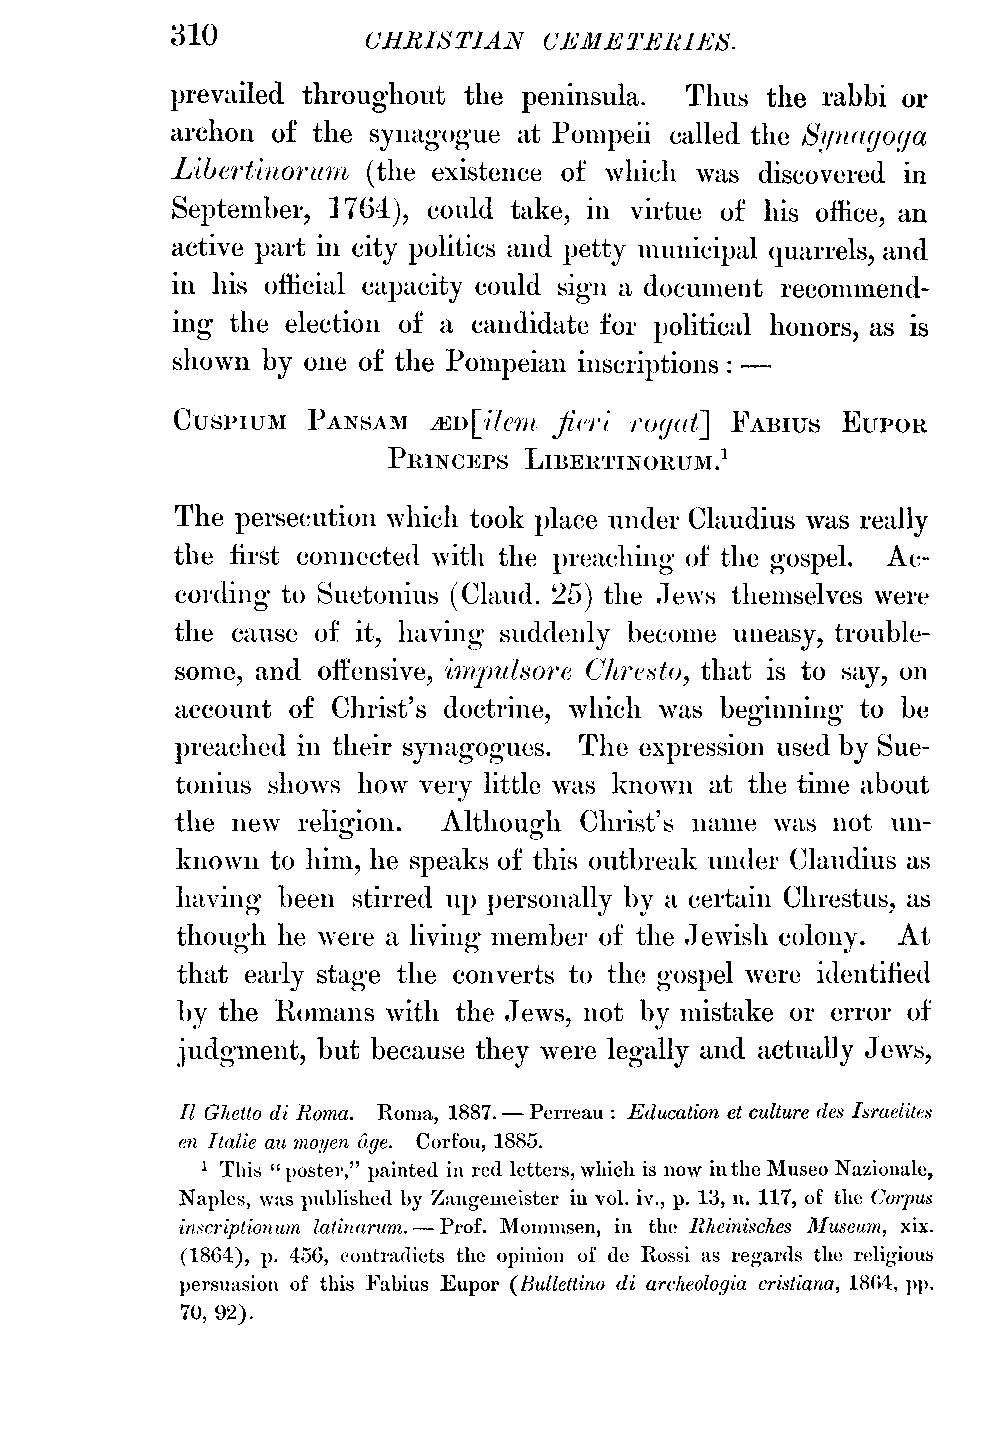 310 CHRISTIAN CEMETERIES.
prevailed throughout the peninsula. Thus the rabbi or
archon of the synagogue at Pompeii called the Synagoga
Libertinorum (the existence of which was discovered in
September, 1764), could take, in virtue of his office, an
active part in city politics and petty municipal quarrels, and
in his official capacity could sign a document recommend-
ing the election of a candidate for political honors, as is
shown by one of the Pompeian inscriptions : —
CUSPIUM PANSAM ÆD[ilem fieri rogat] FABIUS EUPOR
PRINCEPS LIBERTINORUM.¹
The persecution which took place under Claudius was really
the first connected with the preaching of the gospel. Ac-
cording to Suetonius (Claud. 25) the Jews themselves were
the cause of it, having suddenly become uneasy, trouble-
some, and offensive, impulsore Chresto, that is to say, on
account of Christ's doctrine, which was beginning to be
preached in their synagogues. The expression used by Sue-
tonius shows how very little was known at the time about
the new religion. Although Christ's name was not un-
known to him, he speaks of this outbreak under Claudius as
having been stirred up personally by a certain Chrestus, as
though he were a living member of the Jewish colony. At
that early stage the converts to the gospel were identified
by the Romans with the Jews, not by mistake or error of
judgment, but because they were legally and actually Jews,
Il Ghetto di Roma. Roma, 1887. — Perreau : Education et culture des Israelites
en Italie au moyen âge. Corfou, 1885.
¹ This "poster," painted in red letters, which is now in the Museo Nazionale,
Naples, was published by Zangemeister in vol. iv., p. 13, n. 117, of the Corpus
inscriptionum latinarum. — Prof. Mommsen, in the Rheinisches Museum, xix.
(1864), p. 456, contradicts the opinion of de Rossi as regards the religious
persuasion of this Fabius Eupor (Bullettino di archeologia cristiana, 1864, pp.
70, 92).